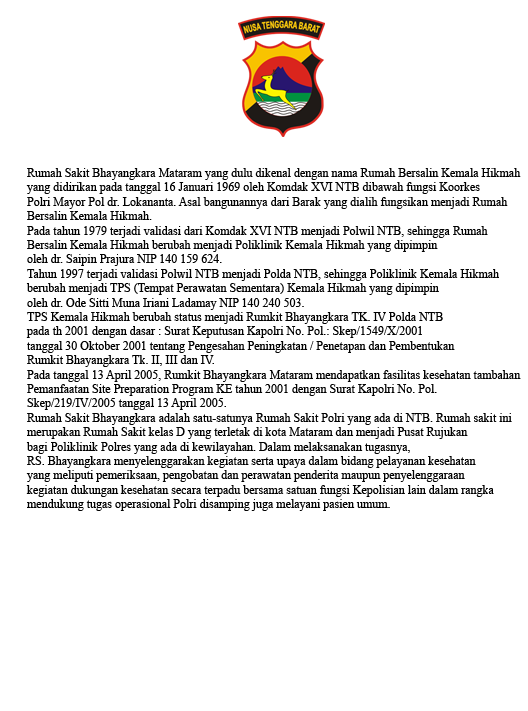 NUSA TENGGARA BARAT
Rumah Sakit Bhayangkara Mataram yang dulu dikenal dengan nama Rumah Bersalin Kemala Hikmah
yang didirikan pada tanggal 16 Januari 1969 oleh Komdak XVI NTB dibawah fungsi Koorkes
Polri Mayor Pol dr. Lokananta. Asal bangunannya dari Barak yang dialih fungsikan menjadi Rumah
Bersalin Kemala Hikmah.
Pada tahun 1979 terjadi validasi dari Komdak XVI NTB menjadi Polwil NTB, sehingga Rumah
Bersalin Kemala Hikmah berubah menjadi Poliklinik Kemala Hikmah yang dipimpin
oleh dr. Saipin Prajura NIP 140 159 624.
Tahun 1997 terjadi validasi Polwil NTB menjadi Polda NTB, sehingga Poliklinik Kemala Hikmah
berubah menjadi TPS (Tempat Perawatan Sementara) Kemala Hikmah yang dipimpin
oleh dr. Ode Sitti Muna Iriani Ladamay NIP 140 240 503.
TPS Kemala Hikmah berubah status menjadi Rumkit Bhayangkara TK. IV Polda NTB
pada th 2001 dengan dasar : Surat Keputusan Kapolri No. Pol.: Skep/1549/X/2001
tanggal 30 Oktober 2001 tentang Pengesahan Peningkatan / Penetapan dan Pembentukan
Rumkit Bhayangkara Tk. II, III dan IV.
Pada tanggal 13 April 2005, Rumkit Bhayangkara Mataram mendapatkan fasilitas kesehatan tambahan
Pemanfaatan Site Preparation Program KE tahun 2001 dengan Surat Kapolri No. Pol.
Skep/219/IV/2005 tanggal 13 April 2005.
Rumah Sakit Bhayangkara adalah satu-satunya Rumah Sakit Polri yang ada di NTB. Rumah sakit ini
merupakan Rumah Sakit kelas D yang terletak di kota Mataram dan menjadi Pusat Rujukan
bagi Poliklinik Polres yang ada di kewilayahan. Dalam melaksanakan tugasnya,
RS. Bhayangkara menyelenggarakan kegiatan serta upaya dalam bidang pelayanan kesehatan
yang meliputi pemeriksaan, pengobatan dan perawatan penderita maupun penyelenggaraan
kegiatan dukungan kesehatan secara terpadu bersama satuan fungsi Kepolisian lain dalam rangka
mendukung tugas operasional Polri disamping juga melayani pasien umum.